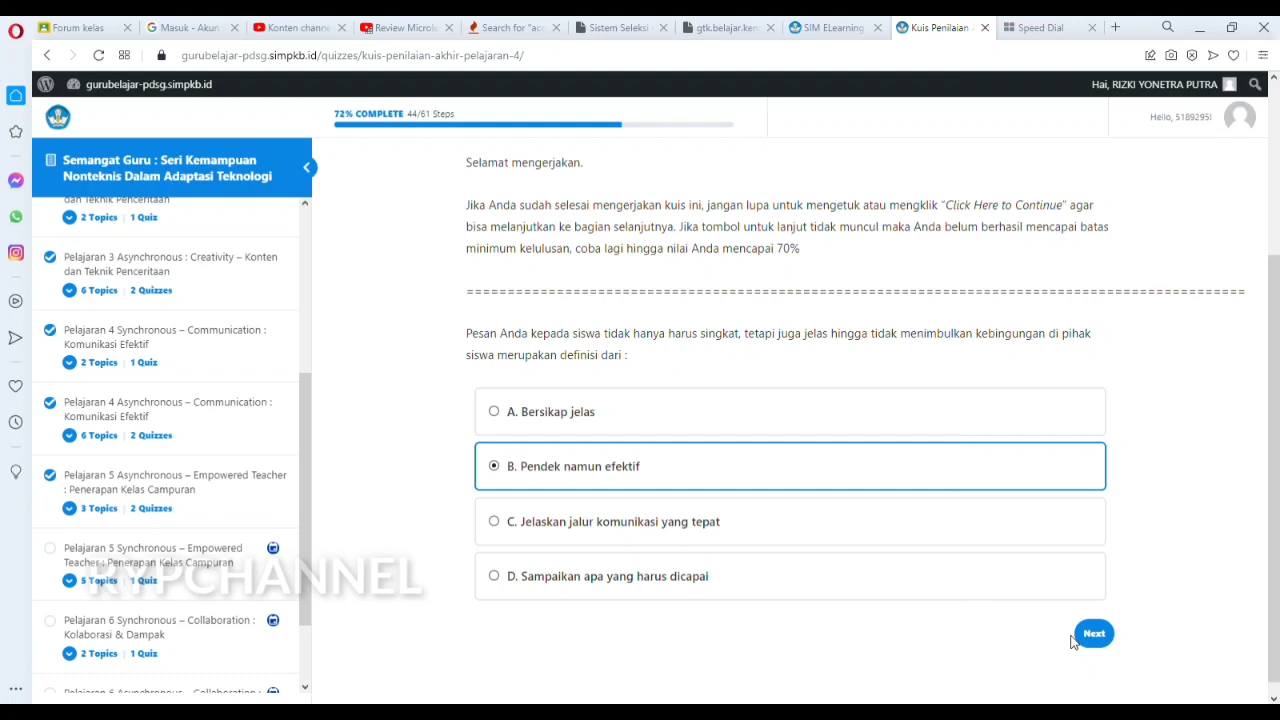 Forum kelas
Masuk - Akun
Konten channe
Review Microle
Search for "acc
Sistem Seleksi
gtk.belajar.ken
SIM ELearning
Kuis Penilaian
Speed Dial
gurubelajar-pdsg.simpkb.id/quizzes/kuis-penilaian-akhir-pelajaran-4/
gurubelajar-pdsg.simpkb.id
Hai, RIZKI YONETRA PUTRA
72% COMPLETE 44/61 Steps
Hello, 5189295!
Semangat Guru : Seri Kemampuan
Nonteknis Dalam Adaptasi Teknologi
dan Teknik Penceritaan
2 Topics | 1 Quiz
Pelajaran 3 Asynchronous : Creativity – Konten
dan Teknik Penceritaan
6 Topics | 2 Quizzes
Pelajaran 4 Synchronous – Communication :
Komunikasi Efektif
2 Topics | 1 Quiz
Pelajaran 4 Asynchronous – Communication :
Komunikasi Efektif
6 Topics | 2 Quizzes
Pelajaran 5 Asynchronous – Empowered Teacher
: Penerapan Kelas Campuran
3 Topics | 2 Quizzes
Pelajaran 5 Synchronous – Empowered
Teacher : Penerapan Kelas Campuran
5 Topics | 1 Quiz
Pelajaran 6 Synchronous – Collaboration :
Kolaborasi & Dampak
2 Topics | 1 Quiz
Pelajaran 6 Asynchronous – Collaboration :
Selamat mengerjakan.
Jika Anda sudah selesai mengerjakan kuis ini, jangan lupa untuk mengetuk atau mengklik “Click Here to Continue” agar
bisa melanjutkan ke bagian selanjutnya. Jika tombol untuk lanjut tidak muncul maka Anda belum berhasil mencapai batas
minimum kelulusan, coba lagi hingga nilai Anda mencapai 70%
Pesan Anda kepada siswa tidak hanya harus singkat, tetapi juga jelas hingga tidak menimbulkan kebingungan di pihak
siswa merupakan definisi dari :
A. Bersikap jelas
B. Pendek namun efektif
C. Jelaskan jalur komunikasi yang tepat
D. Sampaikan apa yang harus dicapai
Next
RYPCHANNEL